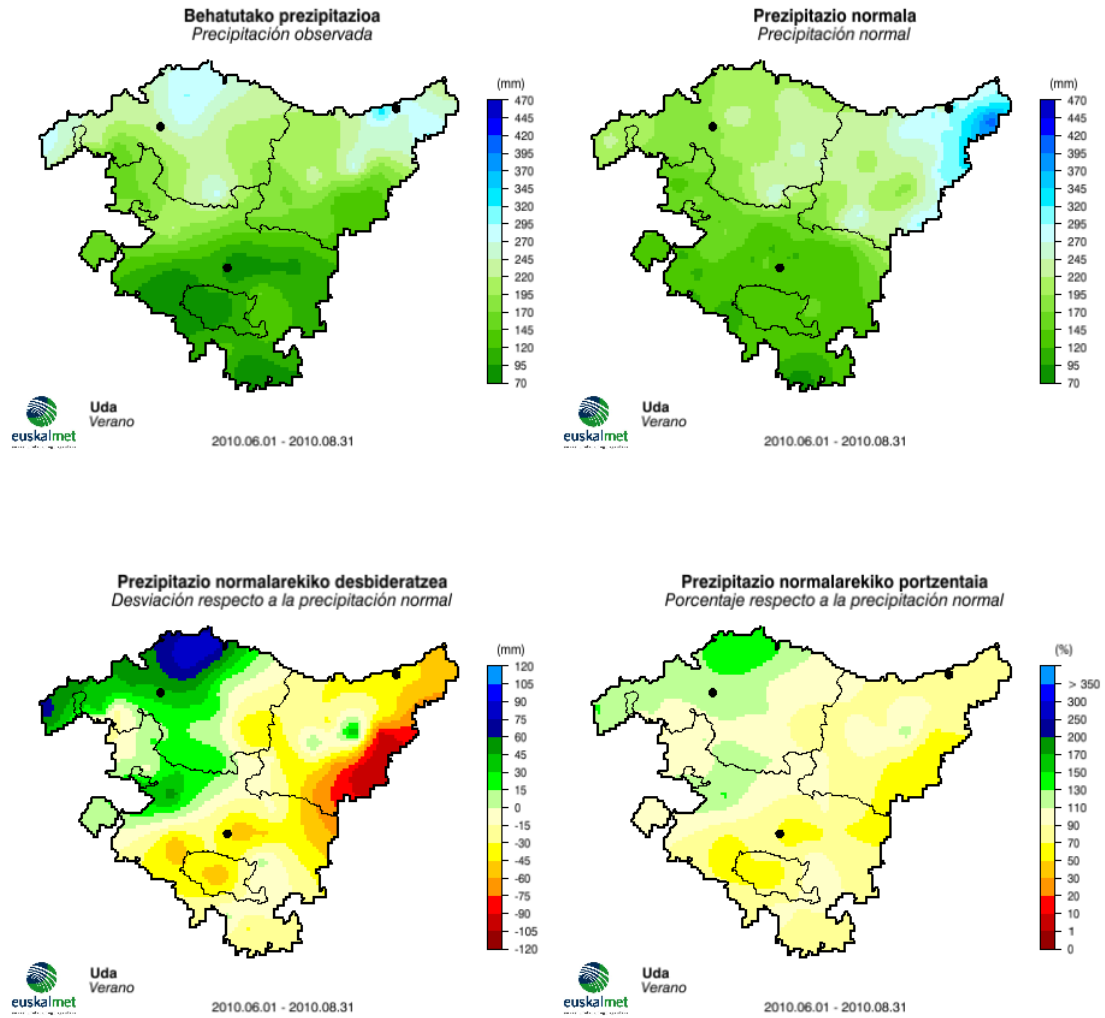 Behatutako prezipitazioa
Precipitación observada
(mm)
470
445
420
395
370
345
320
295
270
245
220
195
170
145
120
95
70
euskalmet
Uda
Verano
2010.06.01 - 2010.08.31
Prezipitazio normala
Precipitación normal
(mm)
470
445
420
395
370
345
320
295
270
245
220
195
170
145
120
95
70
euskalmet
Uda
Verano
2010.06.01 - 2010.08.31
Prezipitazio normalarekiko desbideratzea
Desviación respecto a la precipitación normal
(mm)
120
105
90
75
60
45
30
15
0
-15
-30
-45
-60
-75
-90
-105
-120
euskalmet
Uda
Verano
2010.06.01 - 2010.08.31
Prezipitazio normalarekiko portzentaia
Porcentaje respecto a la precipitación normal
(%)
> 350
300
250
200
170
150
130
110
90
70
50
30
20
10
1
0
euskalmet
Uda
Verano
2010.06.01 - 2010.08.31